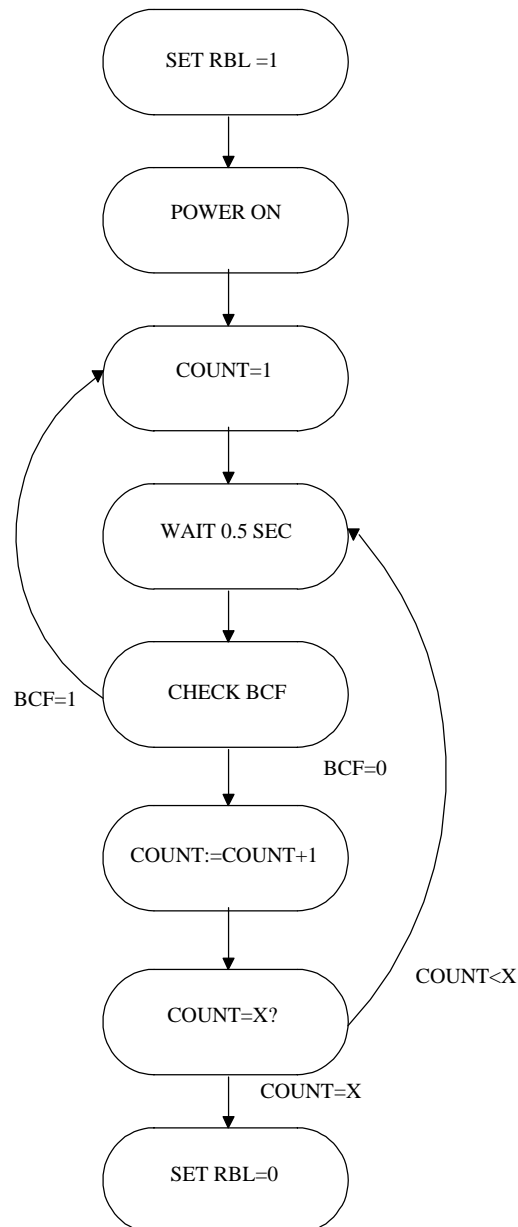 SET RBL =1
POWER ON
COUNT=1
WAIT 0.5 SEC
CHECK BCF
BCF=1
BCF=0
COUNT:=COUNT+1
COUNT<X
COUNT=X?
COUNT=X
SET RBL=0